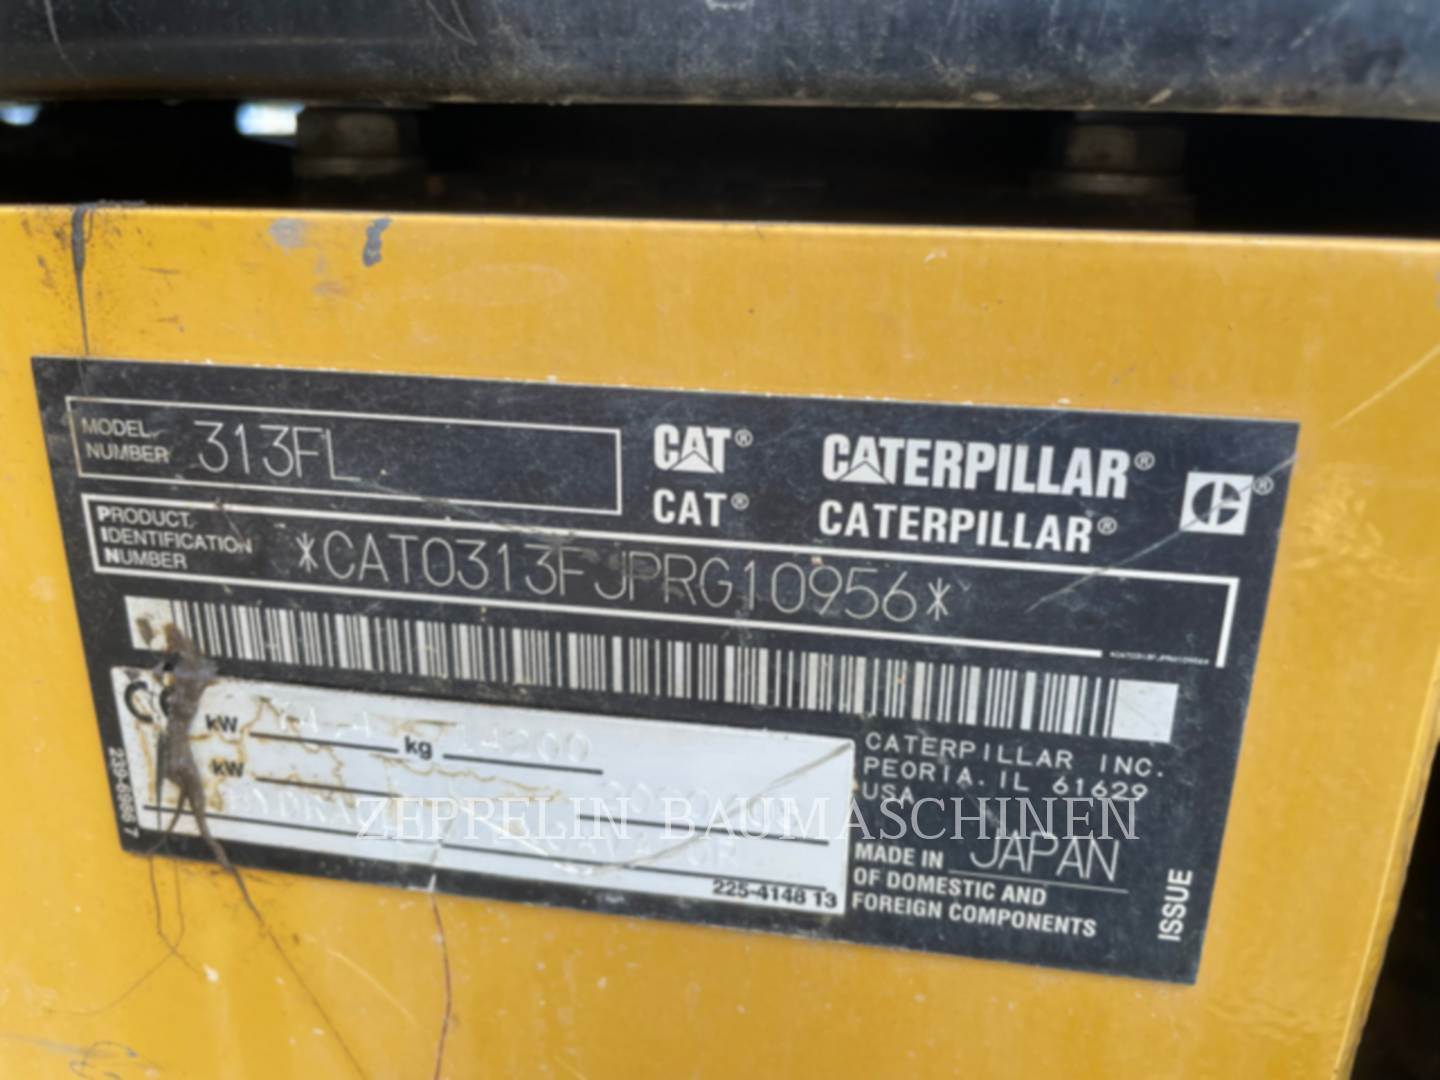 MODEL NUMBER 313FL
CAT® CATERPILLAR®
CAT® CATERPILLAR®
PRODUCT IDENTIFICATION NUMBER *CAT0313FJPRG10956*
kW kg 14200
kW
225-4148 13
CATERPILLAR INC.
PEORIA. IL 61629
USA
MADE IN JAPAN
OF DOMESTIC AND
FOREIGN COMPONENTS
ISSUE
ZEPPELIN BAUMASCHINEN